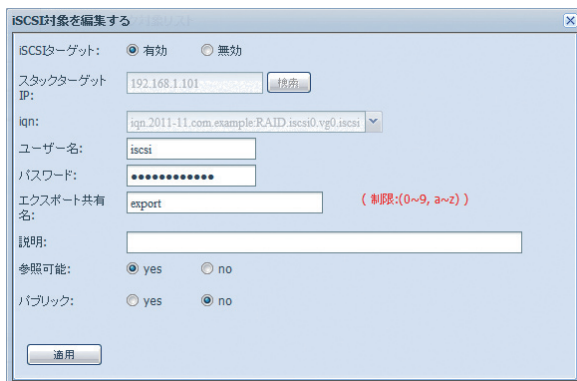 iSCSI対象を編集する
iSCSIターゲット: 有効 無効
スタックターゲット
IP: 192.168.1.101 検索
iqn: iqn.2011-11.com.example:RAID.iscsi0.vg0.iscsi
ユーザー名: iscsi
パスワード: ●●●●●●●●●●●●
エクスポート共有
名: export ( 制限:(0~9, a~z) )
説明:
参照可能: yes no
パブリック: yes no
適用